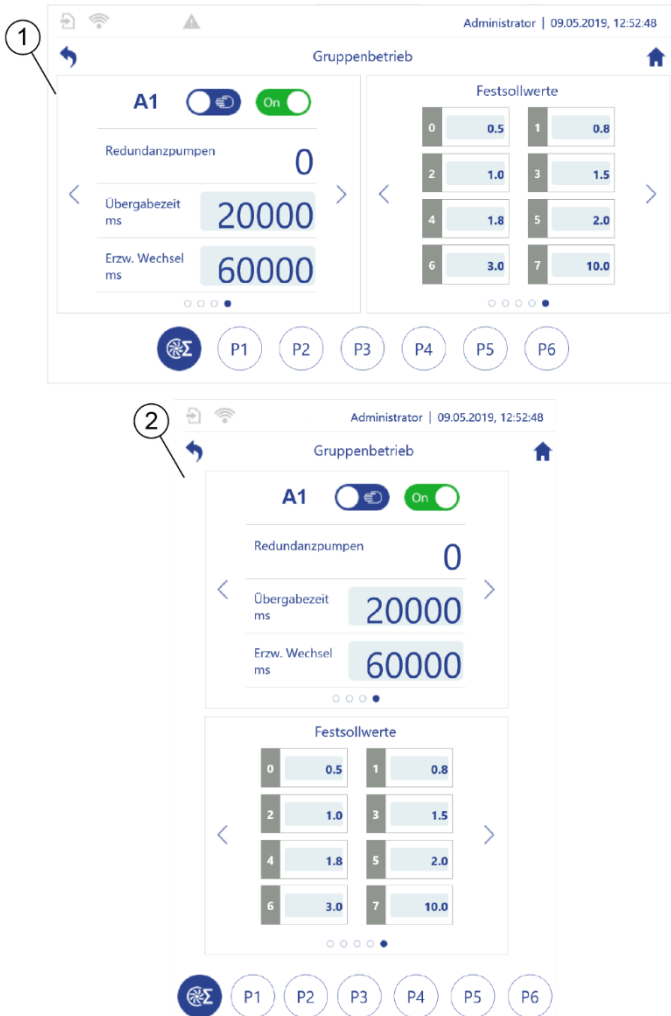 1
Administrator | 09.05.2019, 12:52:48
Gruppenbetrieb
A1 On
Redundanzpumpen 0
Übergabezeit ms 20000
Erzw. Wechsel ms 60000
Festsollwerte
0 0.5 1 0.8
2 1.0 3 1.5
4 1.8 5 2.0
6 3.0 7 10.0
Σ P1 P2 P3 P4 P5 P6
2
Administrator | 09.05.2019, 12:52:48
Gruppenbetrieb
A1 On
Redundanzpumpen 0
Übergabezeit ms 20000
Erzw. Wechsel ms 60000
Festsollwerte
0 0.5 1 0.8
2 1.0 3 1.5
4 1.8 5 2.0
6 3.0 7 10.0
Σ P1 P2 P3 P4 P5 P6